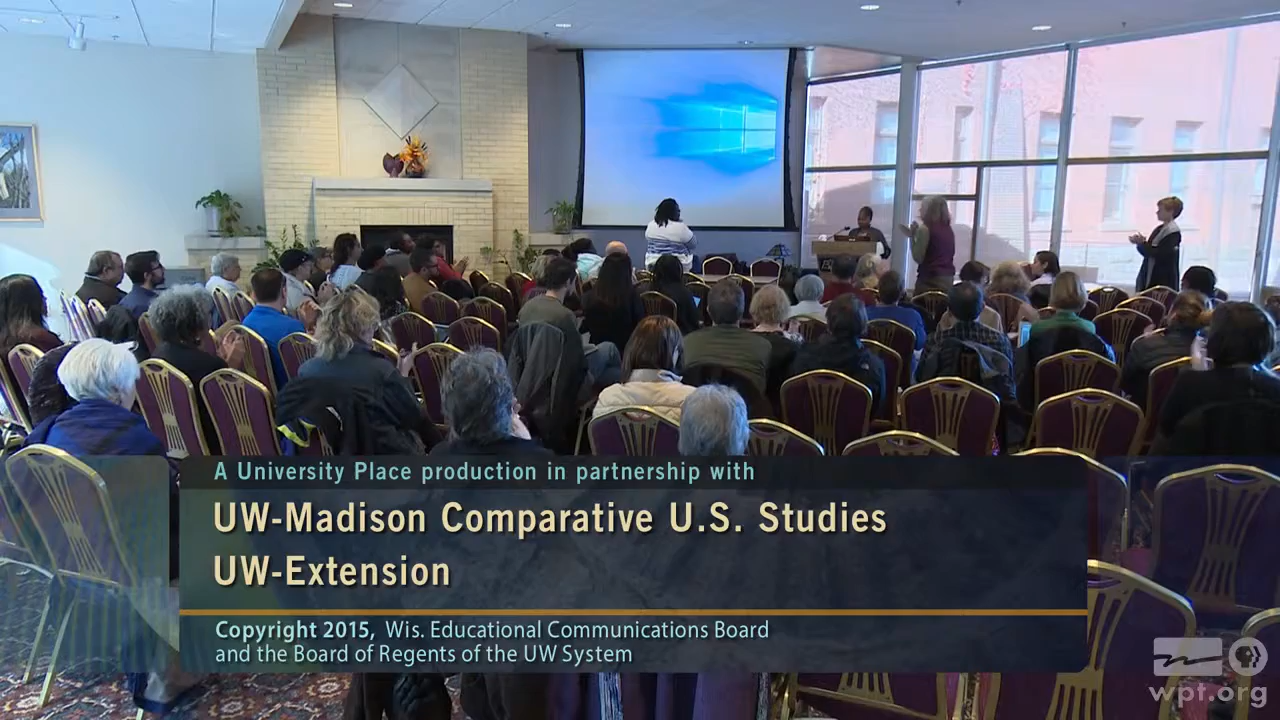 A University Place production in partnership with
UW-Madison Comparative U.S. Studies
UW-Extension
Copyright 2015, Wis. Educational Communications Board
and the Board of Regents of the UW System
wpt.org